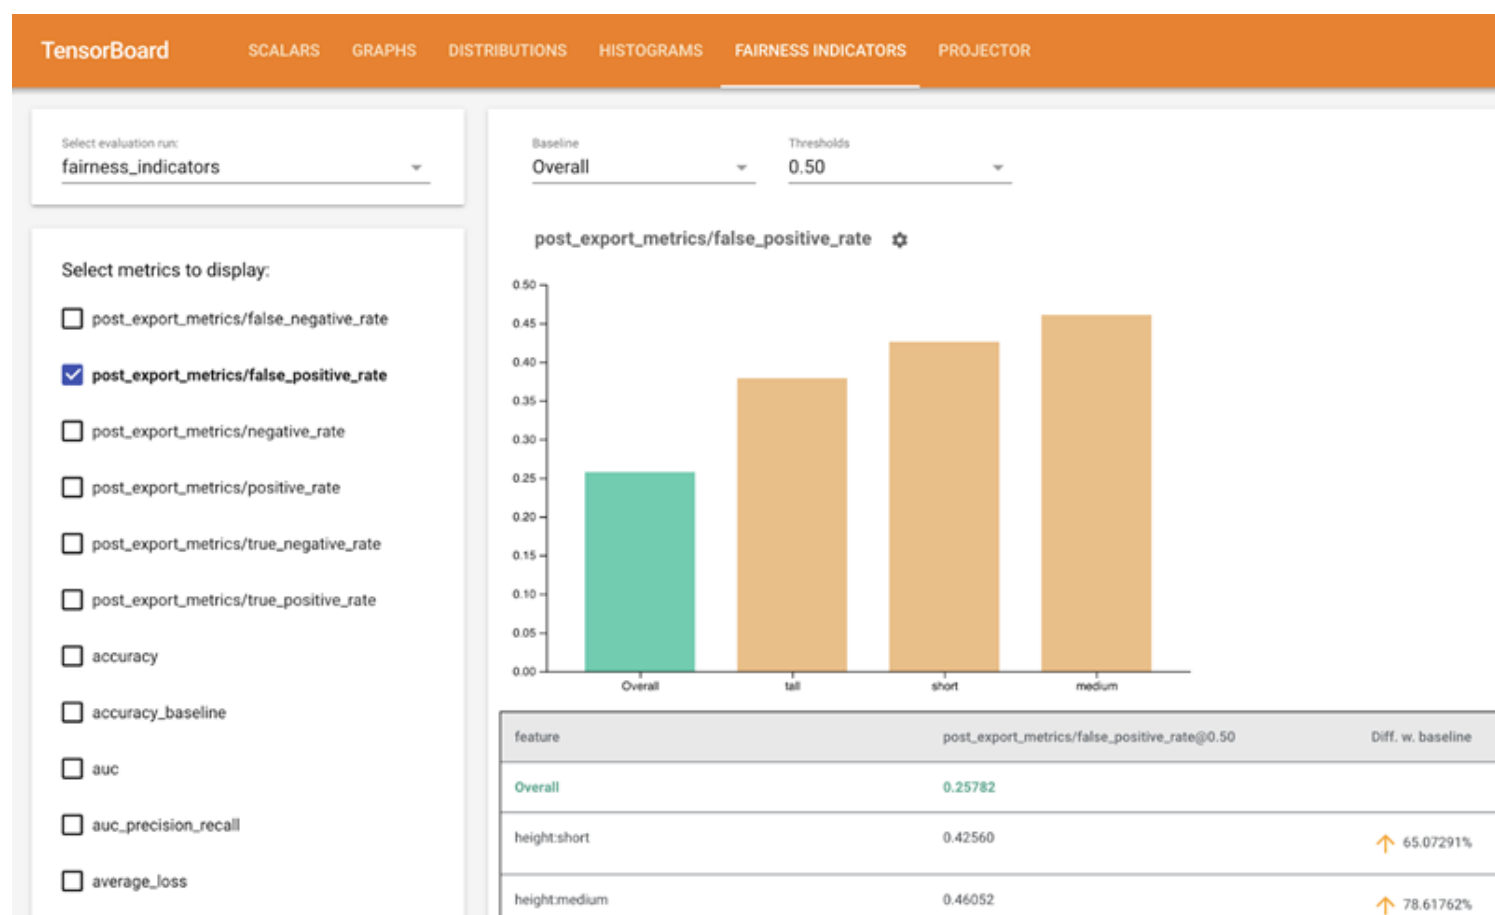 TensorBoard SCALARS GRAPHS DISTRIBUTIONS HISTOGRAMS FAIRNESS INDICATORS PROJECTOR
Select evaluation run:
fairness_indicators
Select metrics to display:
post_export_metrics/false_negative_rate
post_export_metrics/false_positive_rate
post_export_metrics/negative_rate
post_export_metrics/positive_rate
post_export_metrics/true_negative_rate
post_export_metrics/true_positive_rate
accuracy
accuracy_baseline
auc
auc_precision_recall
average_loss
Baseline Thresholds
Overall 0.50
post_export_metrics/false_positive_rate
0.50
0.45
0.40
0.35
0.30
0.25
0.20
0.15
0.10
0.05
0.00
Overall tall short medium
feature post_export_metrics/false_positive_rate@0.50 Diff. w. baseline
Overall 0.25782
height:short 0.42560 65.07291%
height:medium 0.46052 78.61762%